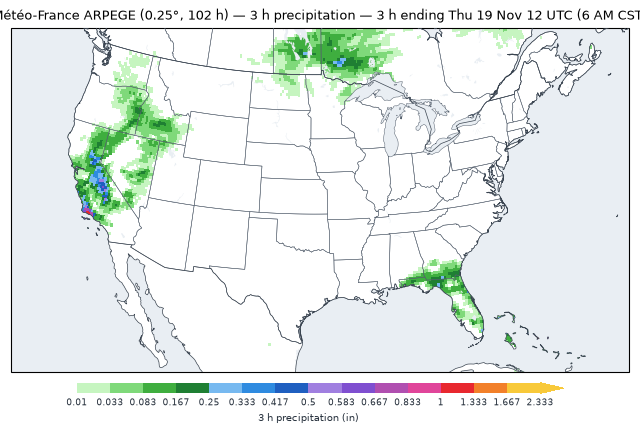 Météo-France ARPEGE (0.25°, 102 h) — 3 h precipitation — 3 h ending Thu 19 Nov 12 UTC (6 AM CST
0.01 0.033 0.083 0.167 0.25 0.333 0.417 0.5 0.583 0.667 0.833 1 1.333 1.667 2.333
3 h precipitation (in)